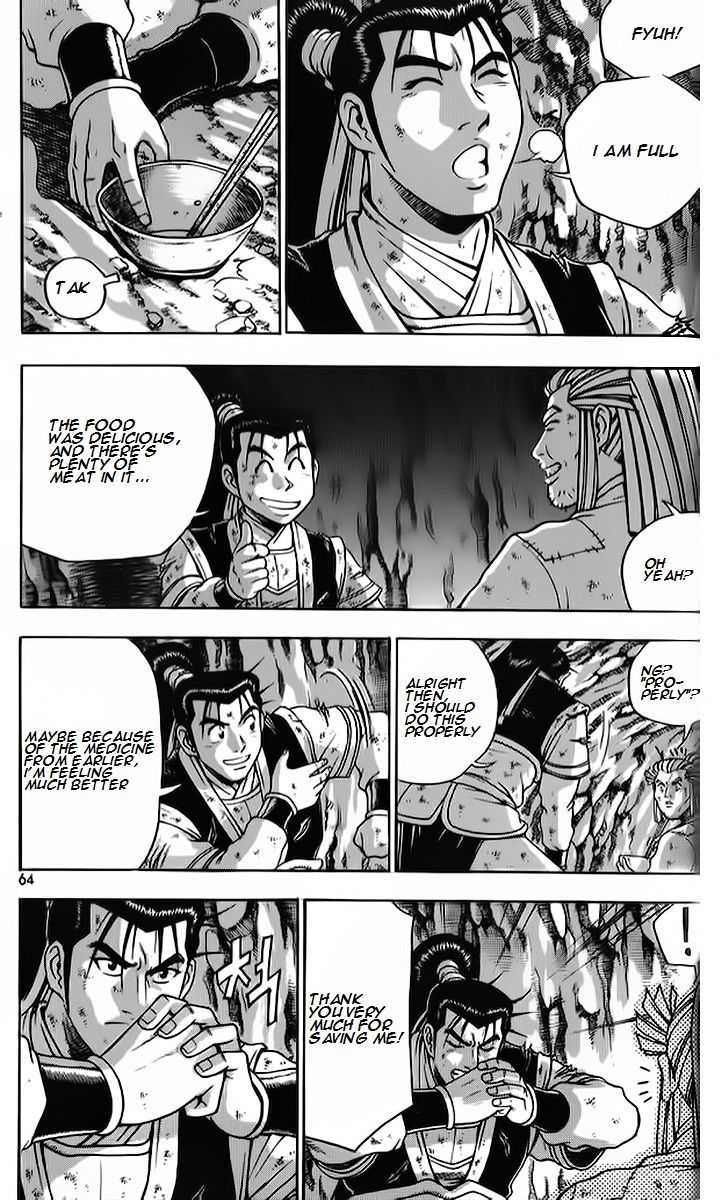 FYUH!
I AM FULL
TAK
THE FOOD
WAS DELICIOUS,
AND THERE'S
PLENTY OF
MEAT IN IT...
OH
YEAH?
MAYBE BECAUSE
OF THE MEDICINE
FROM EARLIER,
I'M FEELING
MUCH BETTER
ALRIGHT
THEN,
I SHOULD
DO THIS
PROPERLY
NG?
"PRO-
PERLY"?
64
THANK
YOU VERY
MUCH FOR
SAVING ME!
!